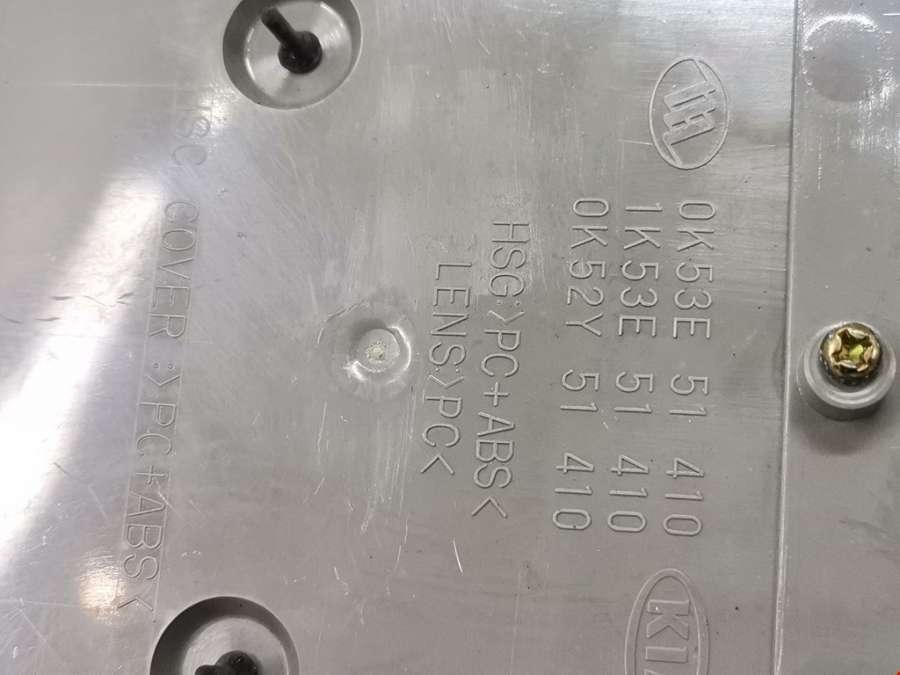 0K53E 51 410
1K53E 51 410
0K52Y 51 410
HSG:>PC+ABS<
LENS:>PC<
COVER :>PC+ABS<
KIA